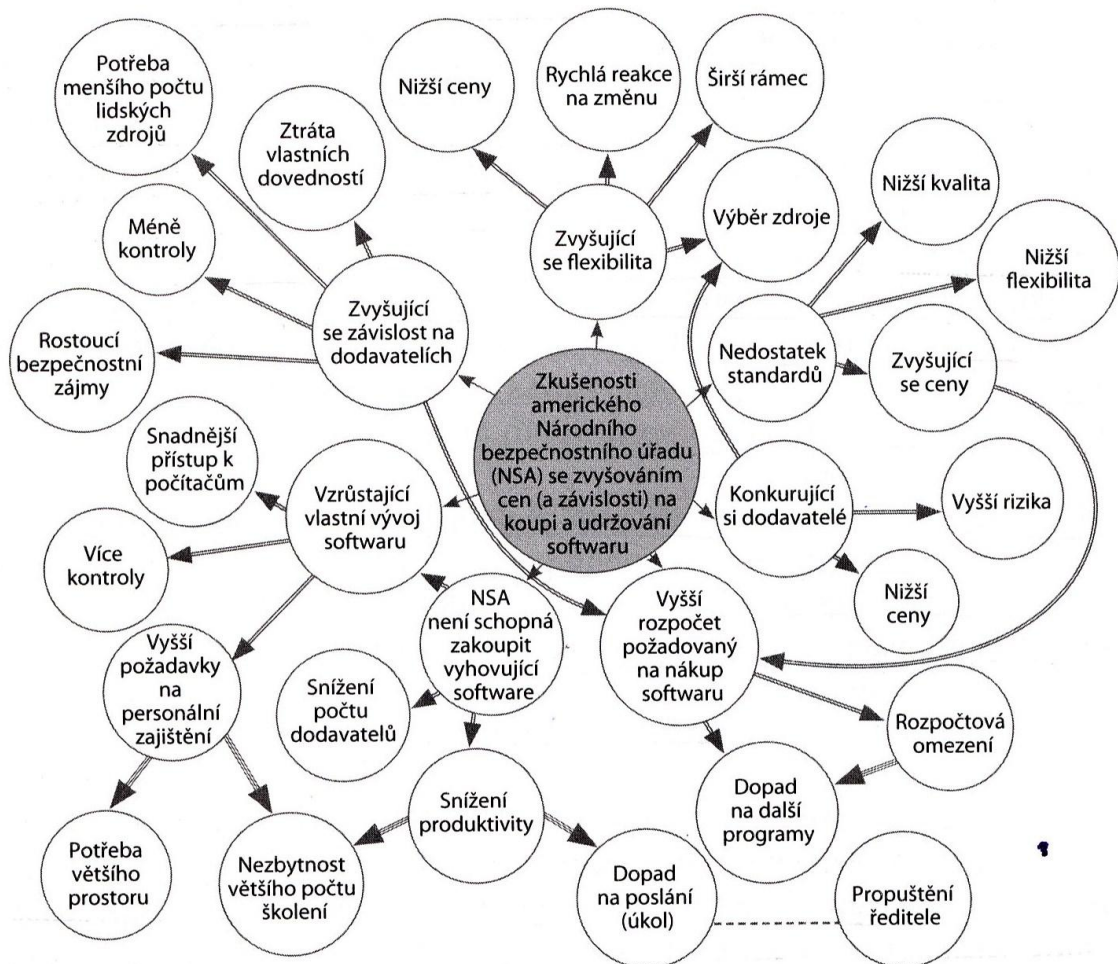 Potřeba
menšího počtu
lidských
zdrojů
Nižší ceny
Rychlá reakce
na změnu
Širší rámec
Ztráta
vlastních
dovedností
Méně
kontroly
Zvyšující
se flexibilita
Výběr zdroje
Nižší kvalita
Nižší
flexibilita
Rostoucí
bezpečnostní
zájmy
Zvyšující
se závislost na
dodavatelích
Nedostatek
standardů
Zvyšující
se ceny
Zkušenosti
amerického
Národního
bezpečnostního úřadu
(NSA) se zvyšováním
cen (a závislosti) na
koupi a udržování
softwaru
Snadnější
přístup k
počítačům
Vzrůstající
vlastní vývoj
softwaru
Konkurující
si dodavatelé
Vyšší rizika
Více
kontroly
Nižší
ceny
NSA
není schopná
zakoupit
vyhovující
software
Vyšší
rozpočet
požadovaný
na nákup
softwaru
Vyšší
požadavky
na
personální
zajištění
Snížení
počtu
dodavatelů
Rozpočtová
omezení
Snížení
produktivity
Dopad
na další
programy
Potřeba
většího
prostoru
Nezbytnost
většího počtu
školení
Dopad
na poslání
(úkol)
Propuštění
ředitele